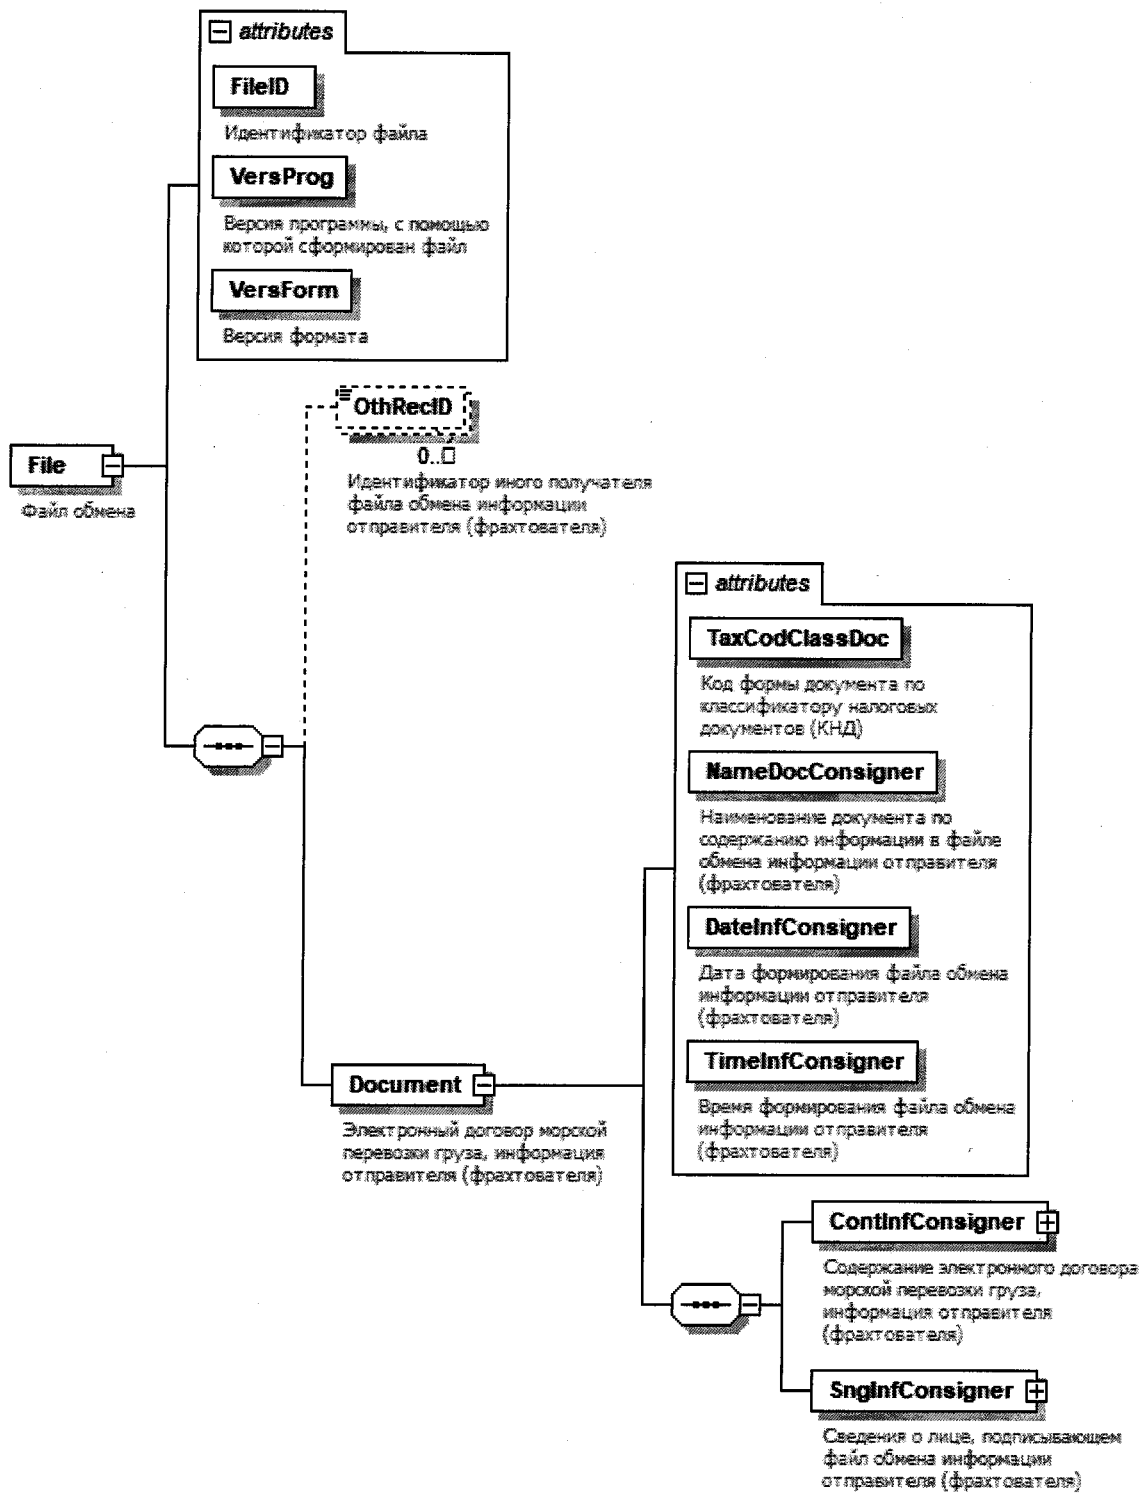 attributes
FileID
Идентификатор файла
VersProg
Версия программы, с помощью
которой сформирован файл
VersForm
Версия формата
OthRecID
0..□
Идентификатор иного получателя
файла обмена информации
отправителя (фрахтователя)
File
Файл обмена
attributes
TaxCodClassDoc
Код формы документа по
классификатору налоговых
документов (КНД)
NameDocConsigner
Наименование документа по
содержанию информации в файле
обмена информации отправителя
(фрахтователя)
DateInfConsigner
Дата формирования файла обмена
информации отправителя
(фрахтователя)
TimeInfConsigner
Время формирования файла обмена
информации отправителя
(фрахтователя)
Document
Электронный договор морской
перевозки груза, информация
отправителя (фрахтователя)
ContInfConsigner
Содержание электронного договора
морской перевозки груза,
информация отправителя
(фрахтователя)
SngInfConsigner
Сведения о лице, подписывающем
файл обмена информации
отправителя (фрахтователя)